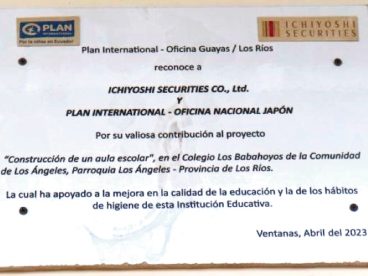 PLAN
Por la niñez en Ecuador
ICHIYOSHI
SECURITIES
Plan International - Oficina Guayas / Los Ríos
reconoce a
ICHIYOSHI SECURITIES CO., Ltd.
Y
PLAN INTERNATIONAL - OFICINA NACIONAL JAPÓN
Por su valiosa contribución al proyecto
"Construcción de un aula escolar", en el Colegio Los Babahoyos de la Comunidad
de Los Ángeles, Parroquia Los Ángeles - Provincia de Los Ríos.
La cual ha apoyado a la mejora en la calidad de la educación y la de los hábitos
de higiene de esta Institución Educativa.
Ventanas, Abril del 2023